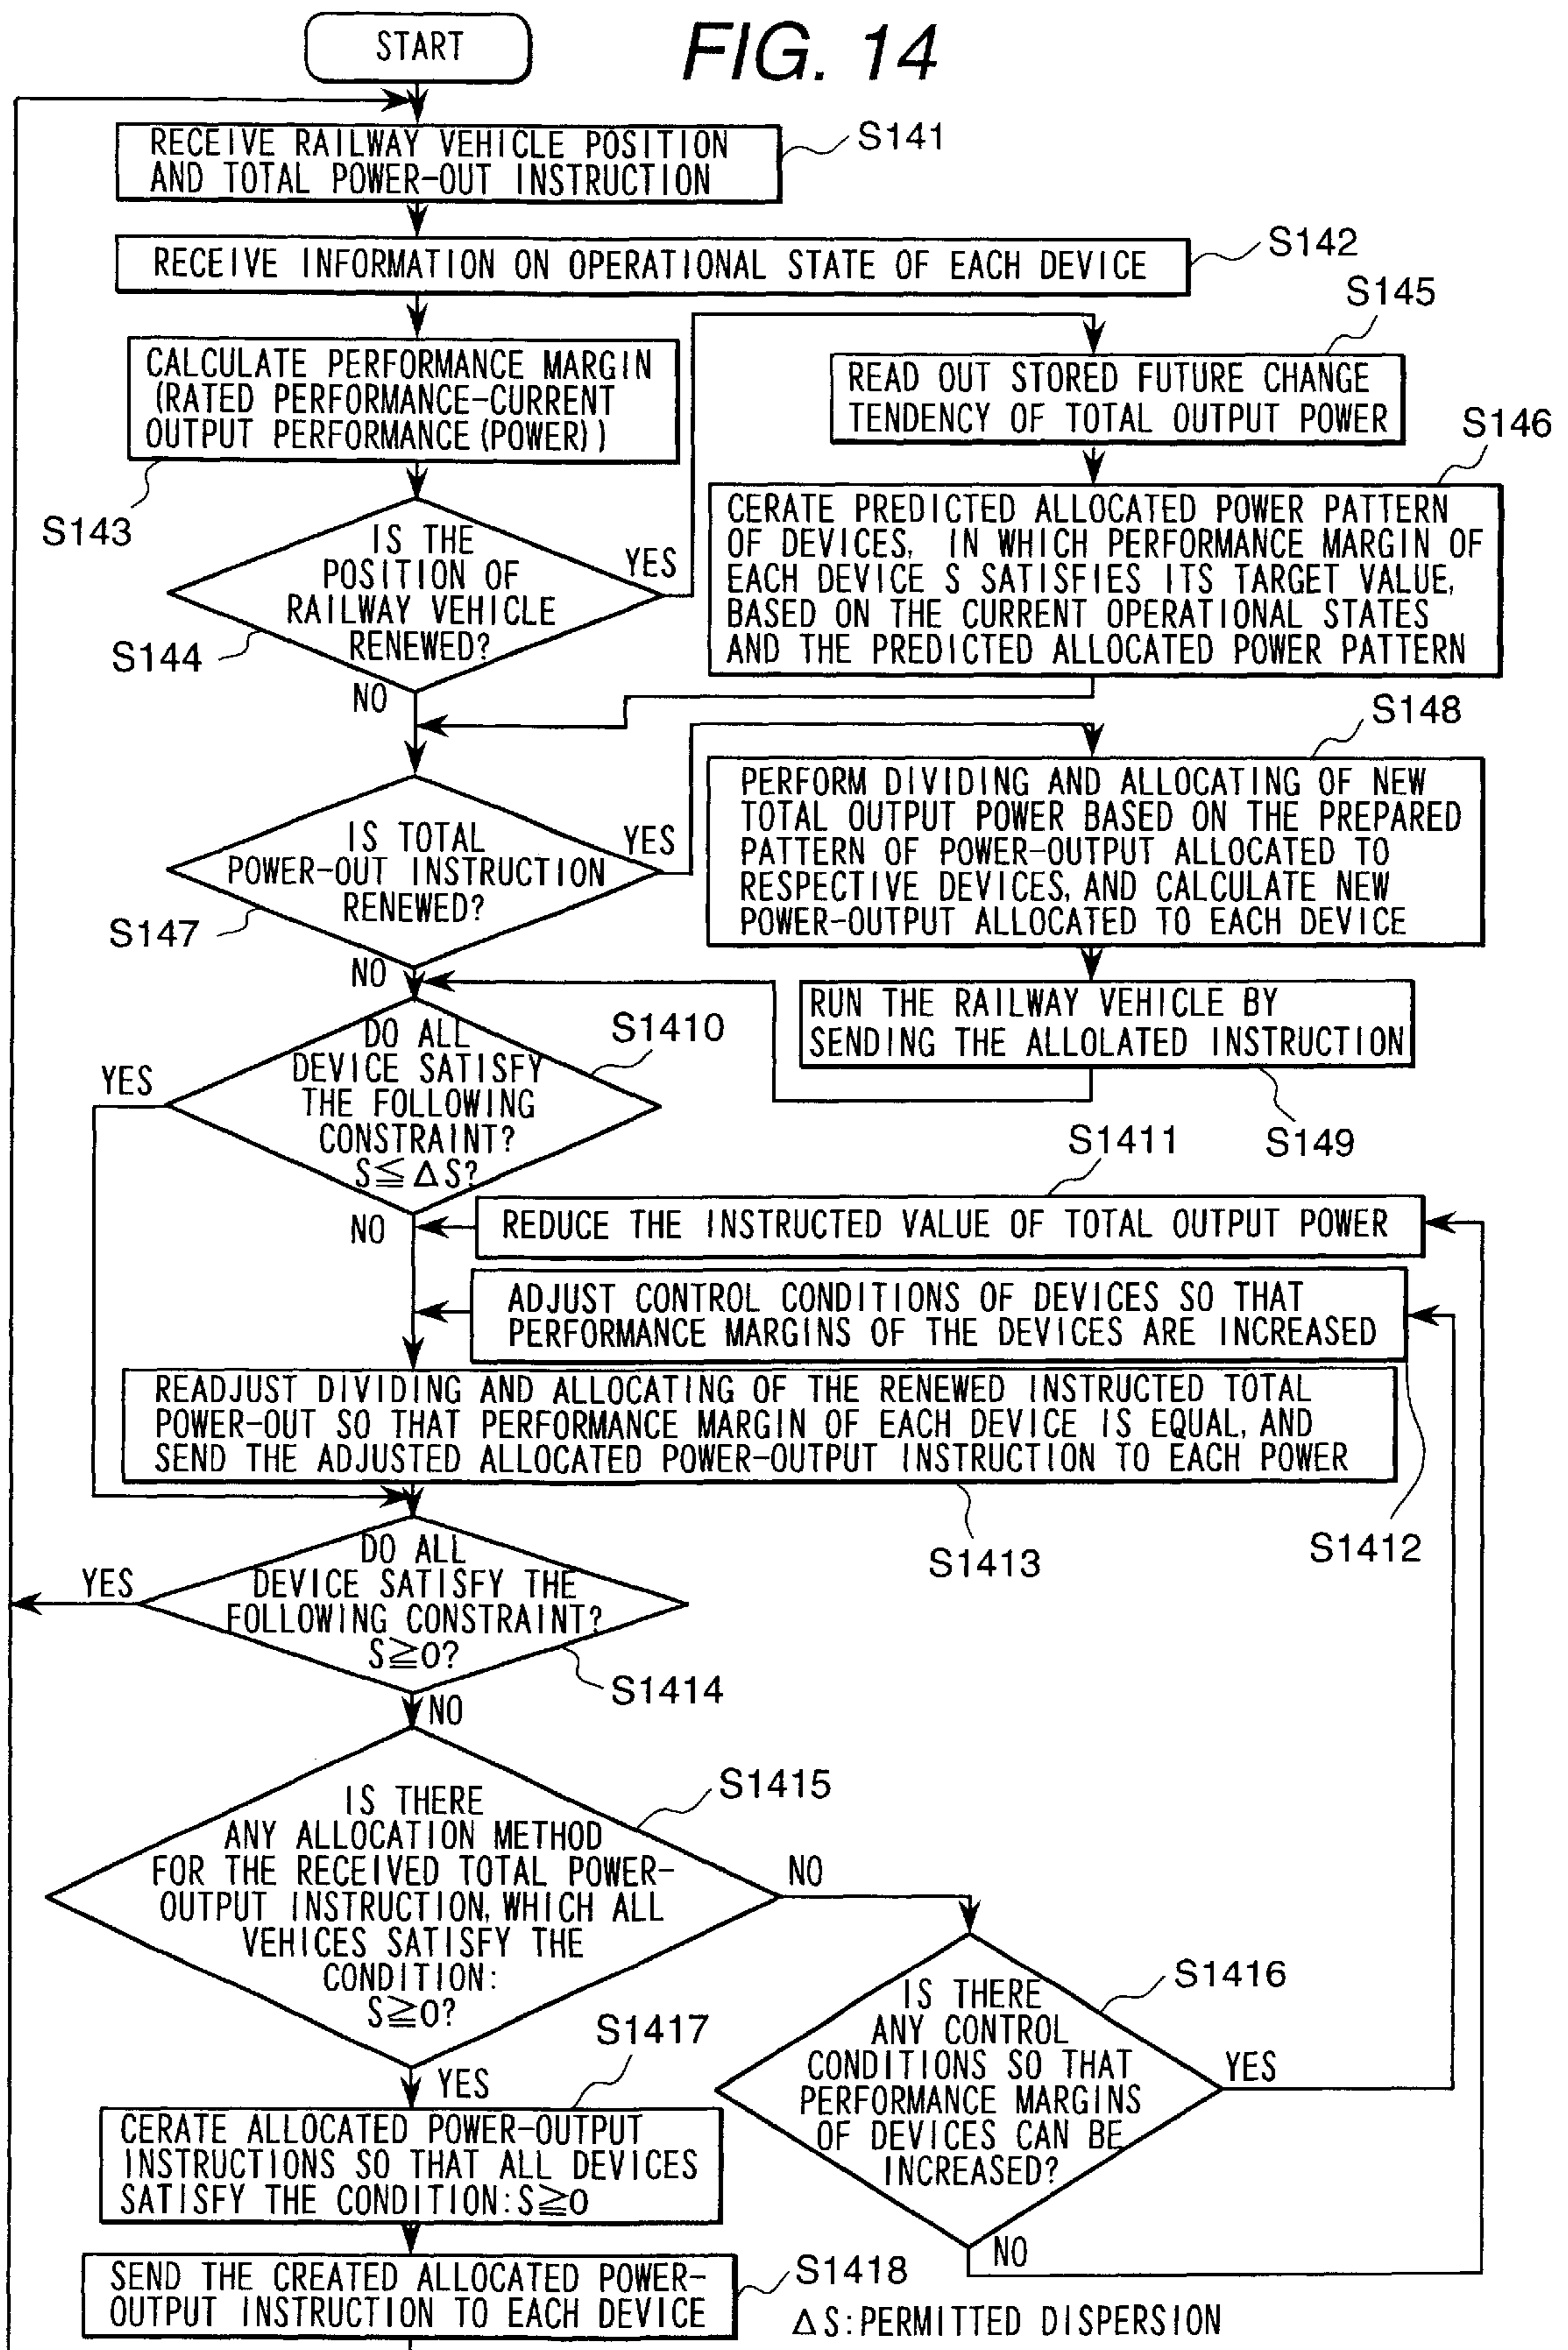 START
FIG. 14
RECEIVE RAILWAY VEHICLE POSITION
AND TOTAL POWER-OUT INSTRUCTION
S141
RECEIVE INFORMATION ON OPERATIONAL STATE OF EACH DEVICE
S142
CALCULATE PERFORMANCE MARGIN
(RATED PERFORMANCE-CURRENT
OUTPUT PERFORMANCE (POWER))
S143
IS THE
POSITION OF
RAILWAY VEHICLE
RENEWED?
S144
YES
NO
S145
READ OUT STORED FUTURE CHANGE
TENDENCY OF TOTAL OUTPUT POWER
S146
CERATE PREDICTED ALLOCATED POWER PATTERN
OF DEVICES, IN WHICH PERFORMANCE MARGIN OF
EACH DEVICE S SATISFIES ITS TARGET VALUE,
BASED ON THE CURRENT OPERATIONAL STATES
AND THE PREDICTED ALLOCATED POWER PATTERN
IS TOTAL
POWER-OUT INSTRUCTION
RENEWED?
S147
YES
NO
S148
PERFORM DIVIDING AND ALLOCATING OF NEW
TOTAL OUTPUT POWER BASED ON THE PREPARED
PATTERN OF POWER-OUTPUT ALLOCATED TO
RESPECTIVE DEVICES, AND CALCULATE NEW
POWER-OUTPUT ALLOCATED TO EACH DEVICE
RUN THE RAILWAY VEHICLE BY
SENDING THE ALLOLATED INSTRUCTION
S149
DO ALL
DEVICE SATISFY
THE FOLLOWING
CONSTRAINT?
S≦ΔS?
S1410
YES
NO
S1411
REDUCE THE INSTRUCTED VALUE OF TOTAL OUTPUT POWER
ADJUST CONTROL CONDITIONS OF DEVICES SO THAT
PERFORMANCE MARGINS OF THE DEVICES ARE INCREASED
S1412
READJUST DIVIDING AND ALLOCATING OF THE RENEWED INSTRUCTED TOTAL
POWER-OUT SO THAT PERFORMANCE MARGIN OF EACH DEVICE IS EQUAL, AND
SEND THE ADJUSTED ALLOCATED POWER-OUTPUT INSTRUCTION TO EACH POWER
S1413
DO ALL
DEVICE SATISFY THE
FOLLOWING CONSTRAINT?
S≧0?
S1414
YES
NO
IS THERE
ANY ALLOCATION METHOD
FOR THE RECEIVED TOTAL POWER-
OUTPUT INSTRUCTION, WHICH ALL
VEHICES SATISFY THE
CONDITION:
S≧0?
S1415
NO
YES
IS THERE
ANY CONTROL
CONDITIONS SO THAT
PERFORMANCE MARGINS
OF DEVICES CAN BE
INCREASED?
S1416
YES
NO
S1417
CERATE ALLOCATED POWER-OUTPUT
INSTRUCTIONS SO THAT ALL DEVICES
SATISFY THE CONDITION:S≧0
SEND THE CREATED ALLOCATED POWER-
OUTPUT INSTRUCTION TO EACH DEVICE
S1418
ΔS:PERMITTED DISPERSION